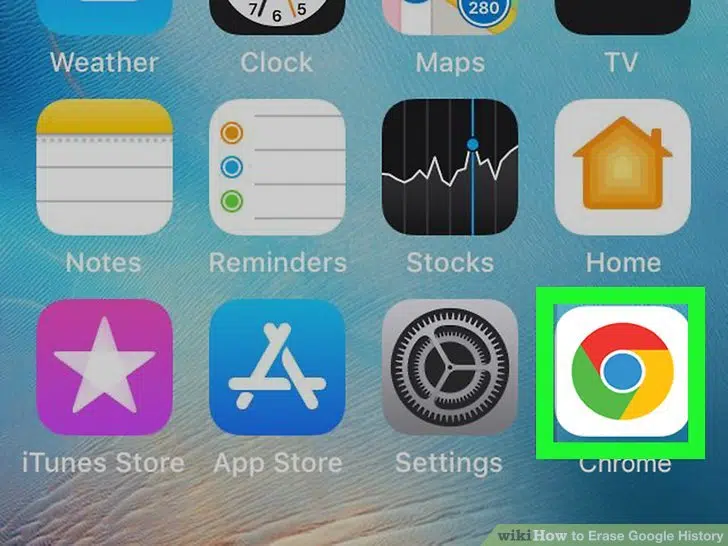 7 6 5
280
Weather Clock Maps TV
Notes Reminders Stocks Home
iTunes Store App Store Settings Chrome
wikiHow to Erase Google History